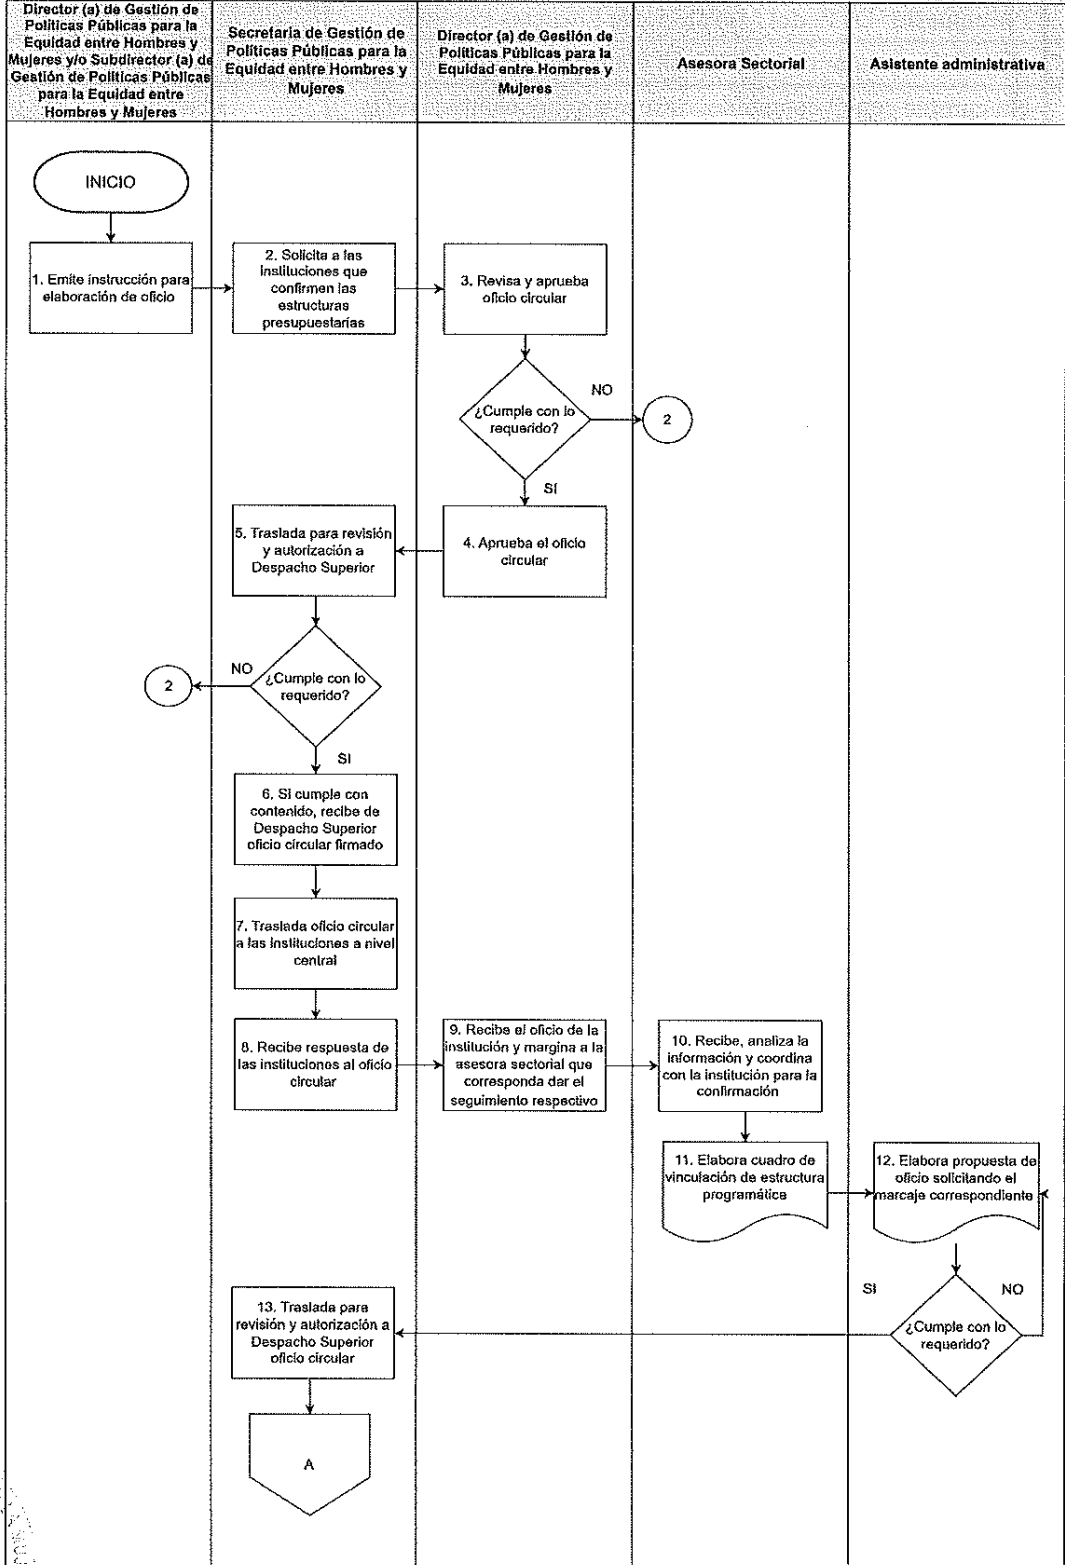 Director (a) de Gestión de
Políticas Públicas para la
Equidad entre Hombres y
Mujeres y/o Subdirector (a) de
Gestión de Políticas Públicas
para la Equidad entre
Hombres y Mujeres
Secretaria de Gestión de
Políticas Públicas para la
Equidad entre Hombres y
Mujeres
Director (a) de Gestión de
Políticas Públicas para la
Equidad entre Hombres y
Mujeres
Asesora Sectorial
Asistente administrativa
INICIO
1. Emite instrucción para
elaboración de oficio
2. Solicita a las
instituciones que
confirmen las
estructuras
presupuestarias
3. Revisa y aprueba
oficio circular
¿Cumple con lo
requerido?
NO
2
SÍ
4. Aprueba el oficio
circular
5. Traslada para revisión
y autorización a
Despacho Superior
¿Cumple con lo
requerido?
NO
2
SI
6. Si cumple con
contenido, recibe de
Despacho Superior
oficio circular firmado
7. Traslada oficio circular
a las instituciones a nivel
central
8. Recibe respuesta de
las instituciones al oficio
circular
9. Recibe el oficio de la
institución y margina a la
asesora sectorial que
corresponda dar el
seguimiento respectivo
10. Recibe, analiza la
información y coordina
con la institución para la
confirmación
11. Elabora cuadro de
vinculación de estructura
programática
12. Elabora propuesta de
oficio solicitando el
marcaje correspondiente
SI
NO
¿Cumple con lo
requerido?
13. Traslada para
revisión y autorización a
Despacho Superior
oficio circular
A